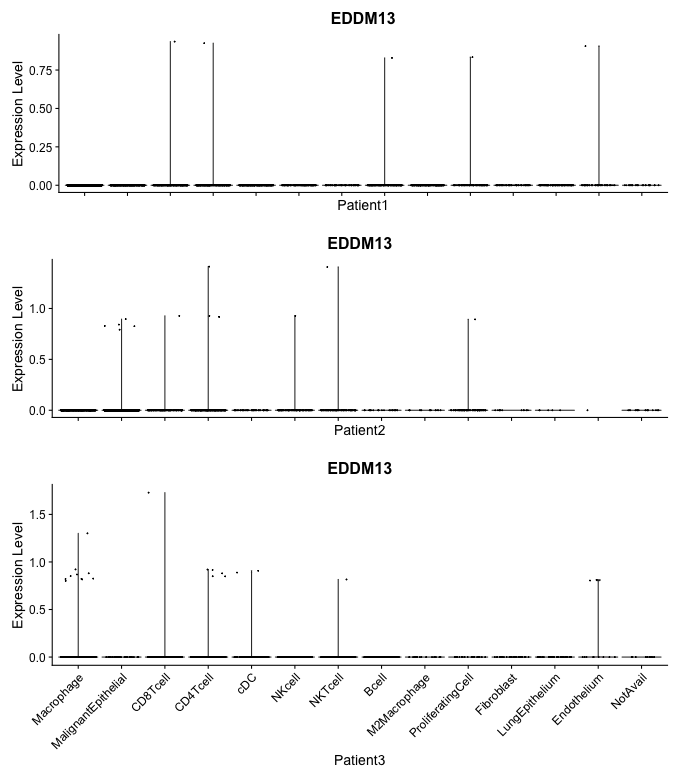 EDDM13
Expression Level
0.75
0.50
0.25
0.00
Patient1
EDDM13
Expression Level
1.0
0.5
0.0
Patient2
EDDM13
Expression Level
1.5
1.0
0.5
0.0
Macrophage
MalignantEpithelial
CD8Tcell
CD4Tcell
cDC
NKcell
NKTcell
Bcell
M2Macrophage
ProliferatingCell
Fibroblast
LungEpithelium
Endothelium
NotAvail
Patient3